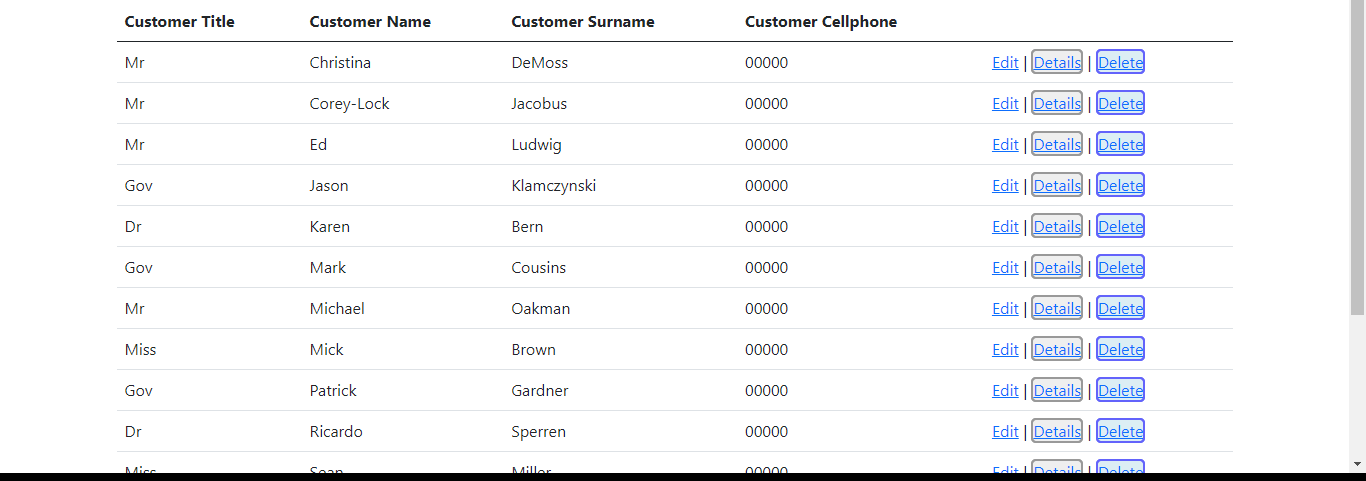 Customer Title Customer Name Customer Surname Customer Cellphone
Mr Christina DeMoss 00000 Edit | Details | Delete
Mr Corey-Lock Jacobus 00000 Edit | Details | Delete
Mr Ed Ludwig 00000 Edit | Details | Delete
Gov Jason Klamczynski 00000 Edit | Details | Delete
Dr Karen Bern 00000 Edit | Details | Delete
Gov Mark Cousins 00000 Edit | Details | Delete
Mr Michael Oakman 00000 Edit | Details | Delete
Miss Mick Brown 00000 Edit | Details | Delete
Gov Patrick Gardner 00000 Edit | Details | Delete
Dr Ricardo Sperren 00000 Edit | Details | Delete
Miss Sean Miller 00000 Edit | Details | Delete